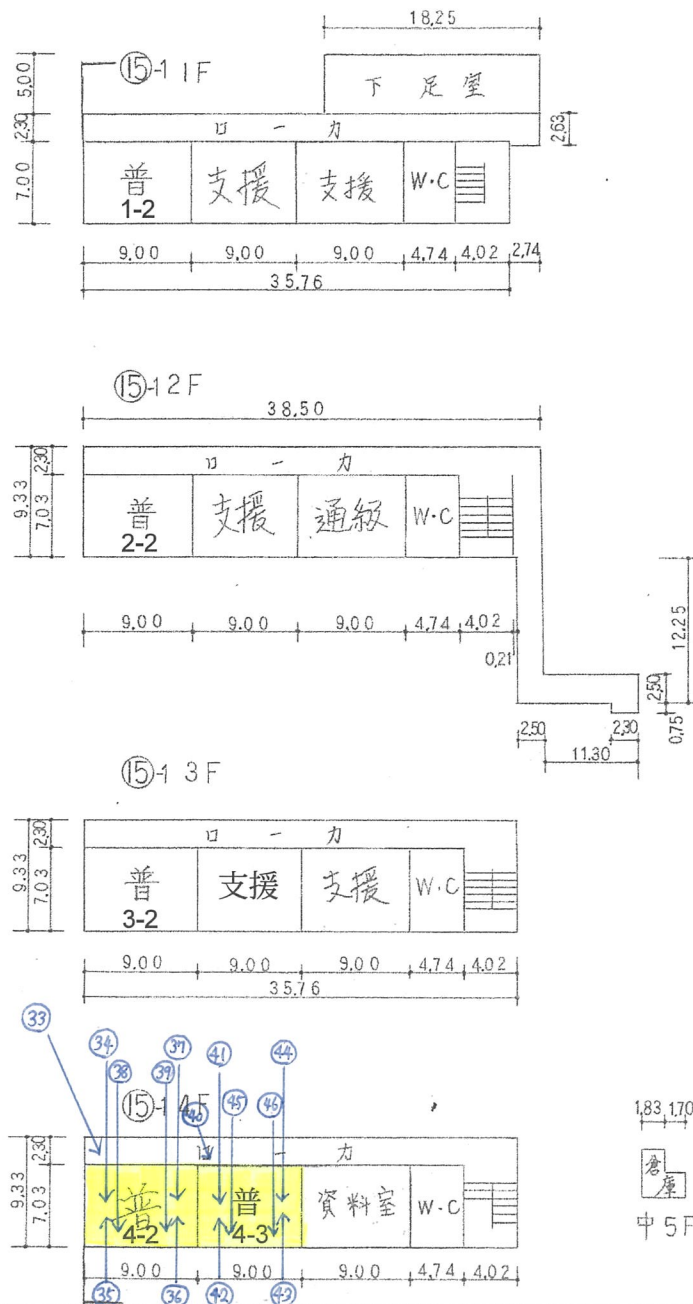 18.25
⑮-1 1F
5.00
下足室
2.30
ローカ
2.63
7.00
普
1-2
支援
支援
W・C
9.00 9.00 9.00 4.74 4.02 2.74
35.76
⑮-1 2F
38.50
9.33
2.30
7.03
ローカ
普
2-2
支援
通級
W・C
9.00 9.00 9.00 4.74 4.02
0.21
12.25
2.50
0.75
2.50 2.30
11.30
⑮-1 3F
9.33
2.30
7.03
ローカ
普
3-2
支援
支援
W・C
9.00 9.00 9.00 4.74 4.02
35.76
㉝ ㉞ ㊲ ㊶ ㊹
㊳ ㊴ ㊵ ㊺ ㊻
⑮-1 4F
9.33
2.30
7.03
ローカ
普
4-2
普
4-3
資料室
W・C
9.00 9.00 9.00 4.74 4.02
㉟ ㊱ ㊷ ㊸
1.83 1.70
倉庫
中5F